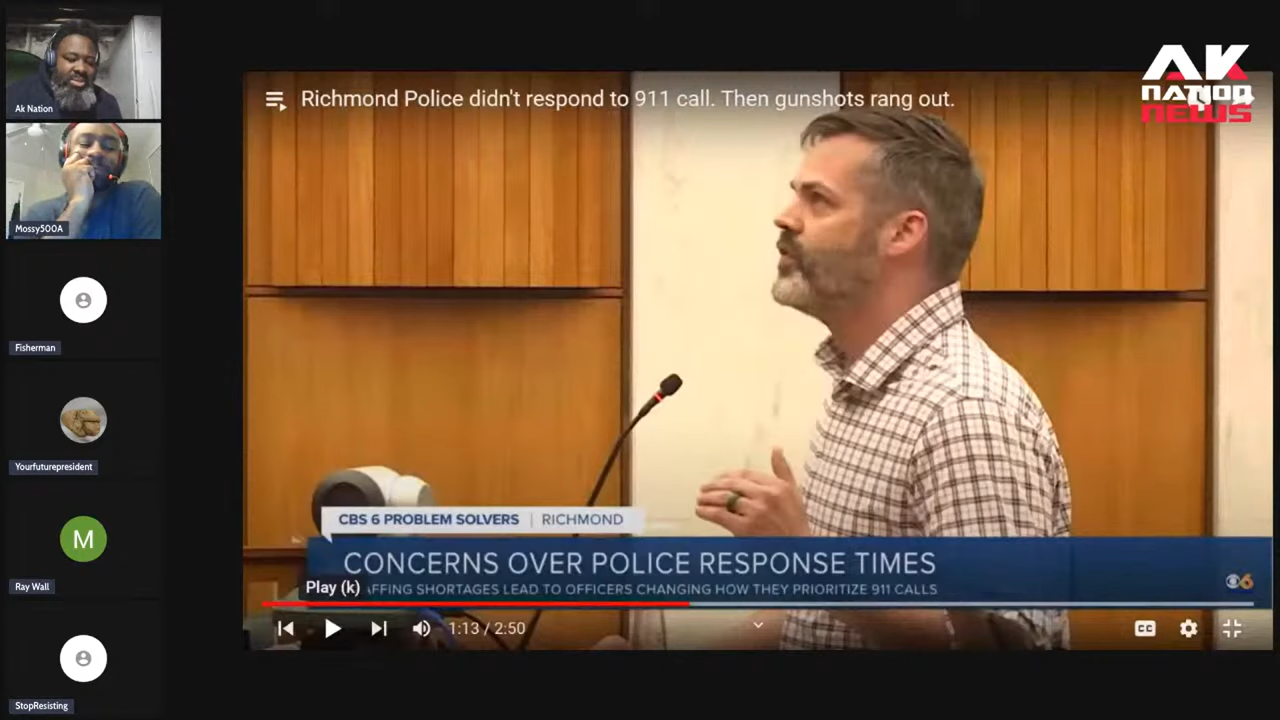 Ak Nation
Mossy500A
Fisherman
Yourfuturepresident
M
Ray Wall
StopResisting
Richmond Police didn't respond to 911 call. Then gunshots rang out.
AK
NATION
NEWS
CBS 6 PROBLEM SOLVERS | RICHMOND
CONCERNS OVER POLICE RESPONSE TIMES
Play (k)
SHORTAGES LEAD TO OFFICERS CHANGING HOW THEY PRIORITIZE 911 CALLS
6
1:13 / 2:50
CC